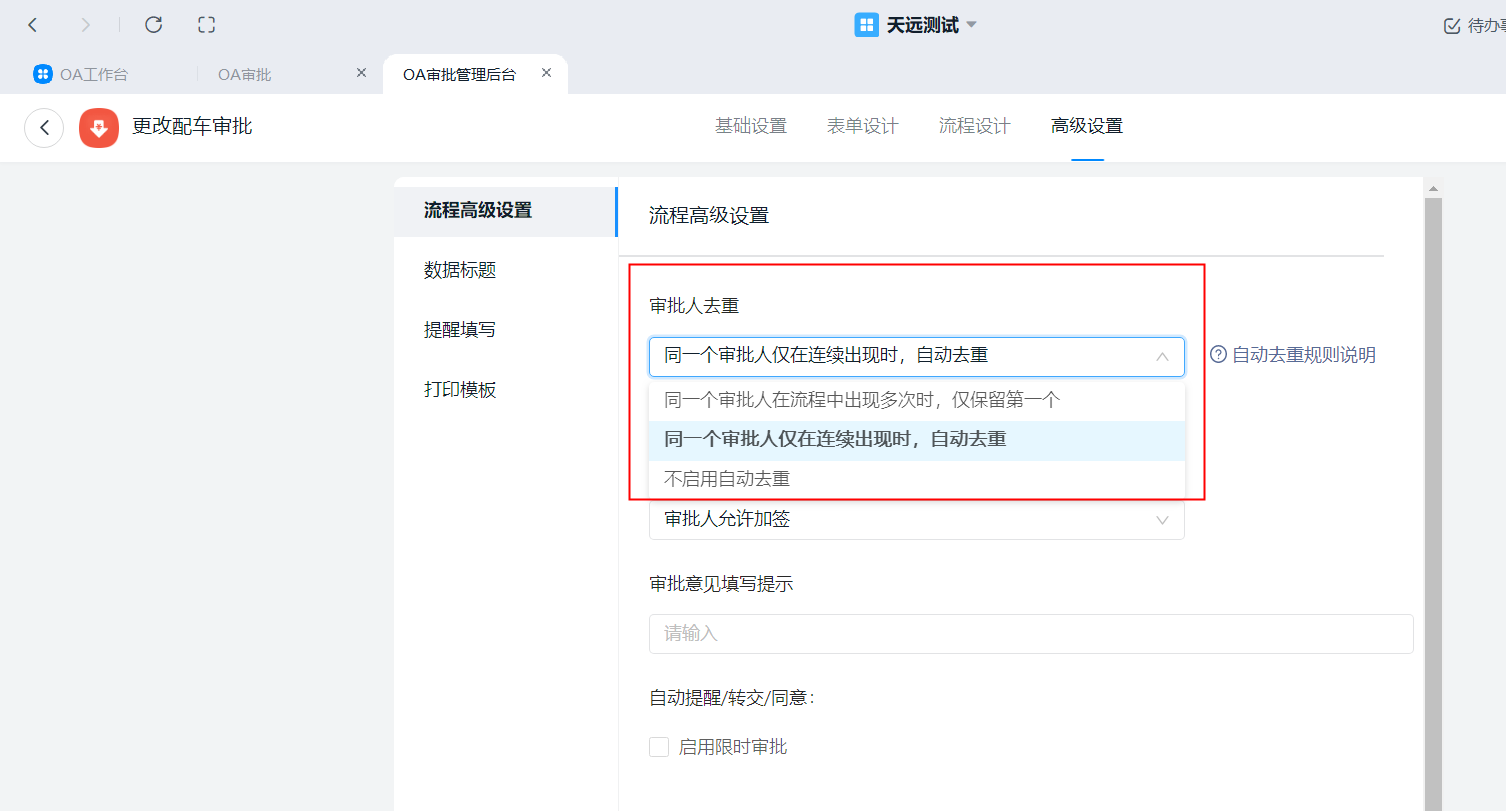 天远测试
待办事
OA工作台
OA审批
OA审批管理后台
更改配车审批
基础设置
表单设计
流程设计
高级设置
流程高级设置
数据标题
提醒填写
打印模板
流程高级设置
审批人去重
同一个审批人仅在连续出现时，自动去重
自动去重规则说明
同一个审批人在流程中出现多次时，仅保留第一个
同一个审批人仅在连续出现时，自动去重
不启用自动去重
审批人允许加签
审批意见填写提示
请输入
自动提醒/转交/同意：
启用限时审批